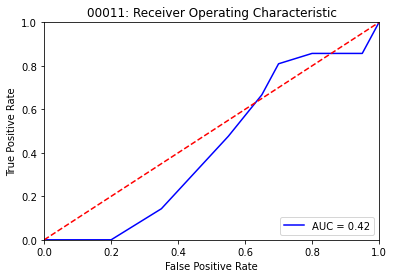 00011: Receiver Operating Characteristic
True Positive Rate
1.0
0.8
0.6
0.4
0.2
0.0
AUC = 0.42
0.0 0.2 0.4 0.6 0.8 1.0
False Positive Rate